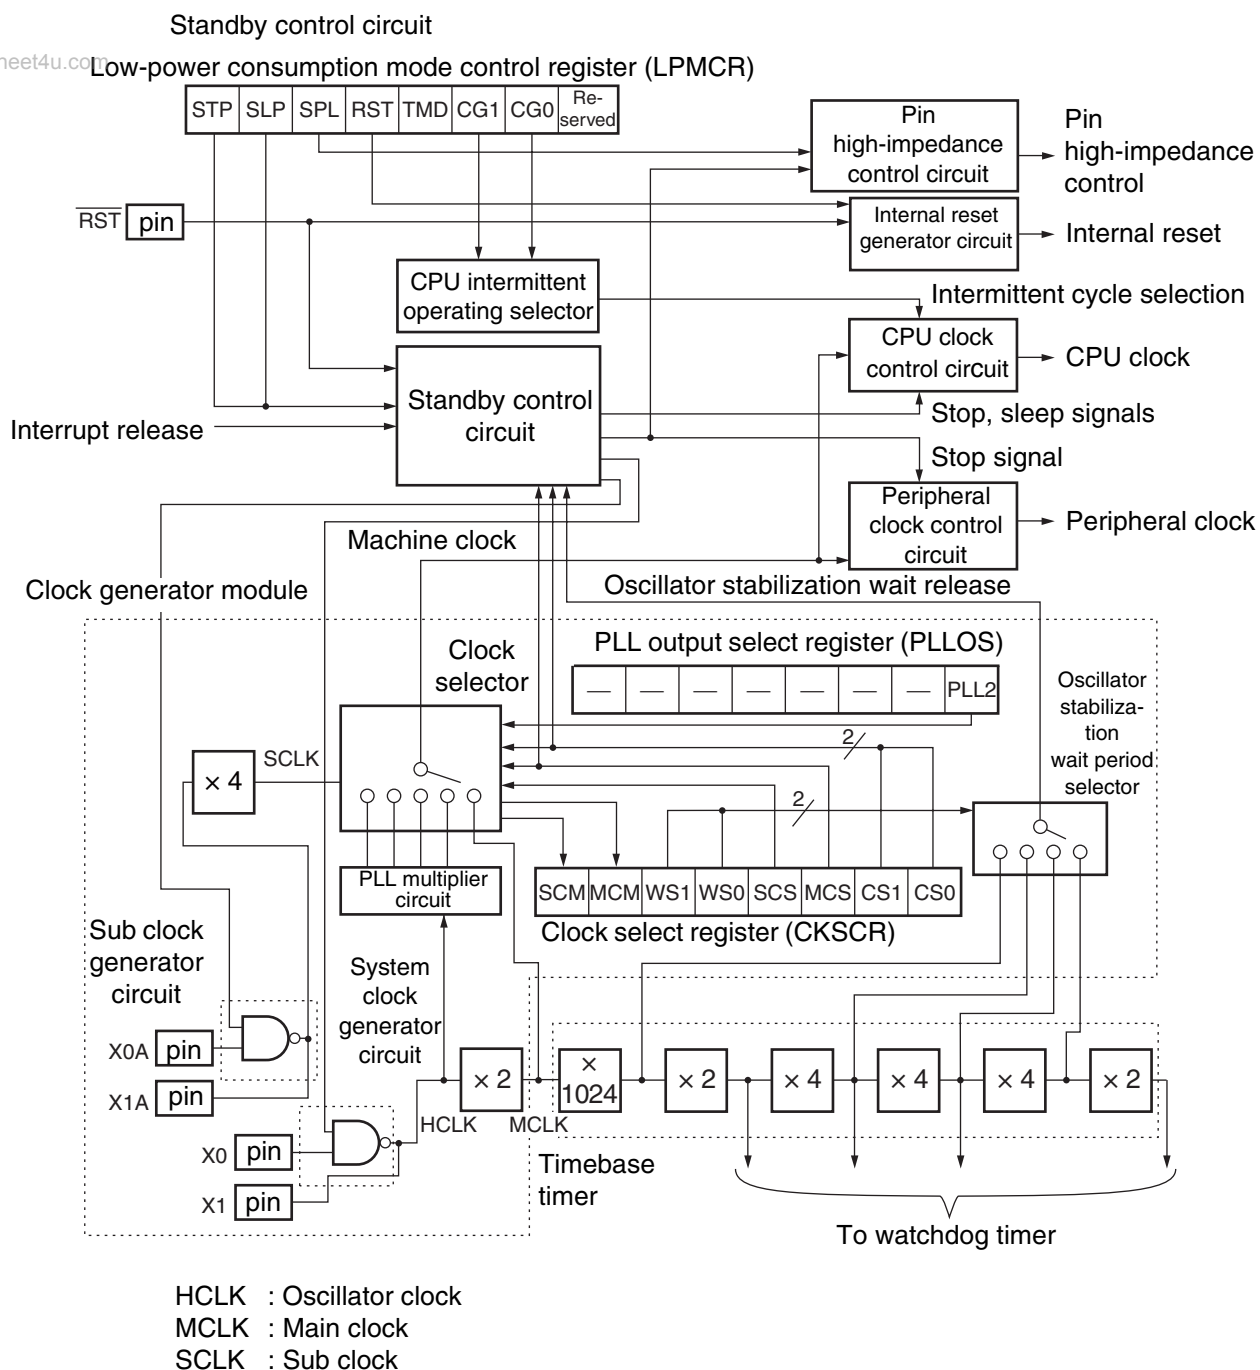 Standby control circuit
neet4u.com
Low-power consumption mode control register (LPMCR)
STP SLP SPL RST TMD CG1 CG0 Re-
served
Pin
high-impedance
control circuit
Pin
high-impedance
control
RST pin
Internal reset
generator circuit
Internal reset
CPU intermittent
operating selector
Intermittent cycle selection
CPU clock
control circuit
CPU clock
Standby control
circuit
Stop, sleep signals
Interrupt release
Stop signal
Peripheral
clock control
circuit
Peripheral clock
Machine clock
Clock generator module
Oscillator stabilization wait release
PLL output select register (PLLOS)
— — — — — — — PLL2
Clock
selector
Oscillator
stabiliza-
tion
wait period
selector
2
SCLK
× 4
2
PLL multiplier
circuit
SCM MCM WS1 WS0 SCS MCS CS1 CS0
Clock select register (CKSCR)
Sub clock
generator
circuit
System
clock
generator
circuit
X0A pin
X1A pin
× 2
×
1024
× 2
× 4
× 4
× 4
× 2
HCLK
MCLK
X0 pin
X1 pin
Timebase
timer
To watchdog timer
HCLK : Oscillator clock
MCLK : Main clock
SCLK : Sub clock